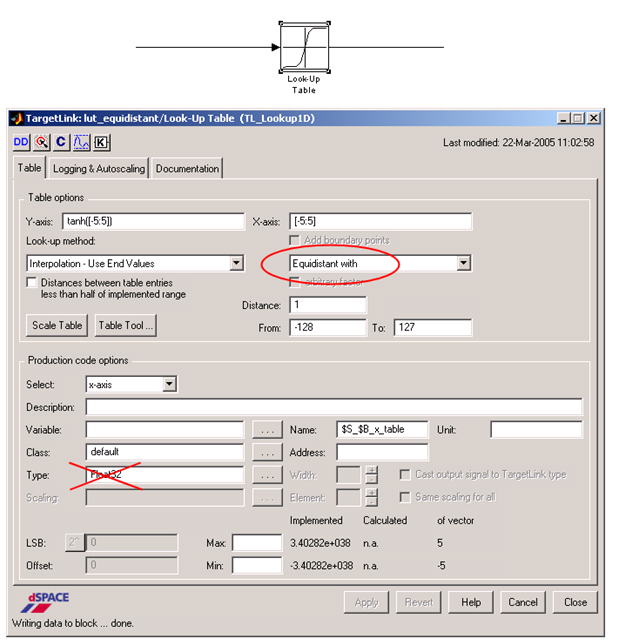 Look-Up
Table
TargetLink: lut_equidistant/Look-Up Table (TL_Lookup1D)
DD C {K} Last modified: 22-Mar-2005 11:02:58
Table Logging & Autoscaling Documentation
Table options
Y-axis: tanh([-5:5]) X-axis: [-5:5]
Look-up method: Add boundary points
Interpolation - Use End Values Equidistant with
Distances between table entries arbitrary factor
less than half of implemented range
Distance: 1
Scale Table Table Tool ... From: -128 To: 127
Production code options
Select: x-axis
Description:
Variable: ... Name: $S_$B_x_table Unit:
Class: default ... Address:
Type: Float32 ... Width: + - Cast output signal to TargetLink type
Scaling: ... Element: + - Same scaling for all
Implemented Calculated of vector
LSB: 2^ 0 Max: 3.40282e+038 n.a. 5
Offset: 0 Min: -3.40282e+038 n.a. -5
dSPACE Apply Revert Help Cancel Close
Writing data to block ... done.